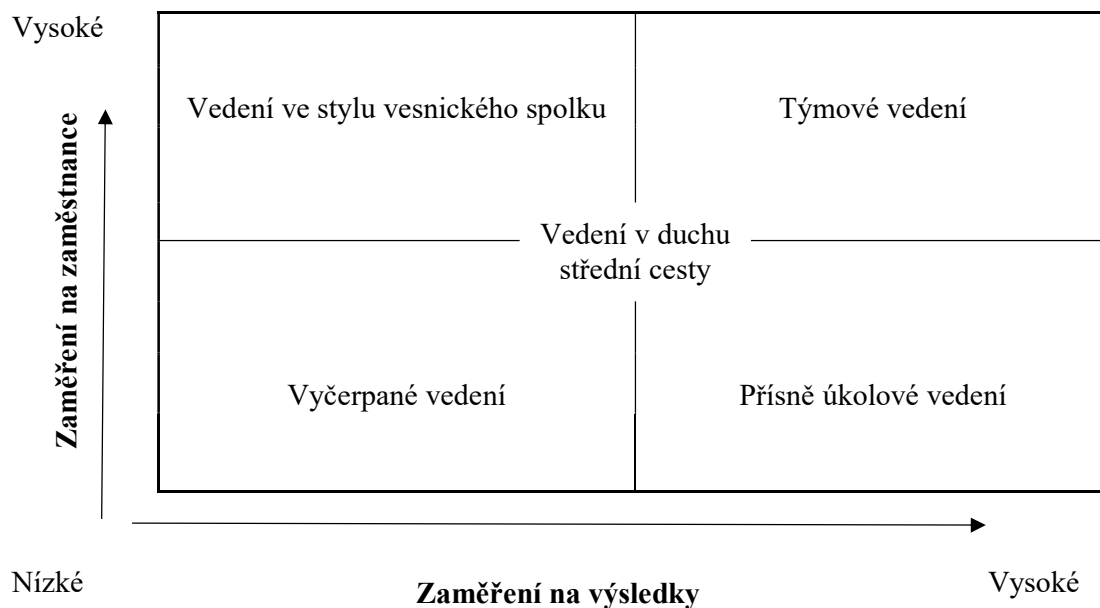 Vysoké
Vedení ve stylu vesnického spolku
Týmové vedení
Zaměření na zaměstnance
Vedení v duchu
střední cesty
Vyčerpané vedení
Přísně úkolové vedení
Nízké
Zaměření na výsledky
Vysoké